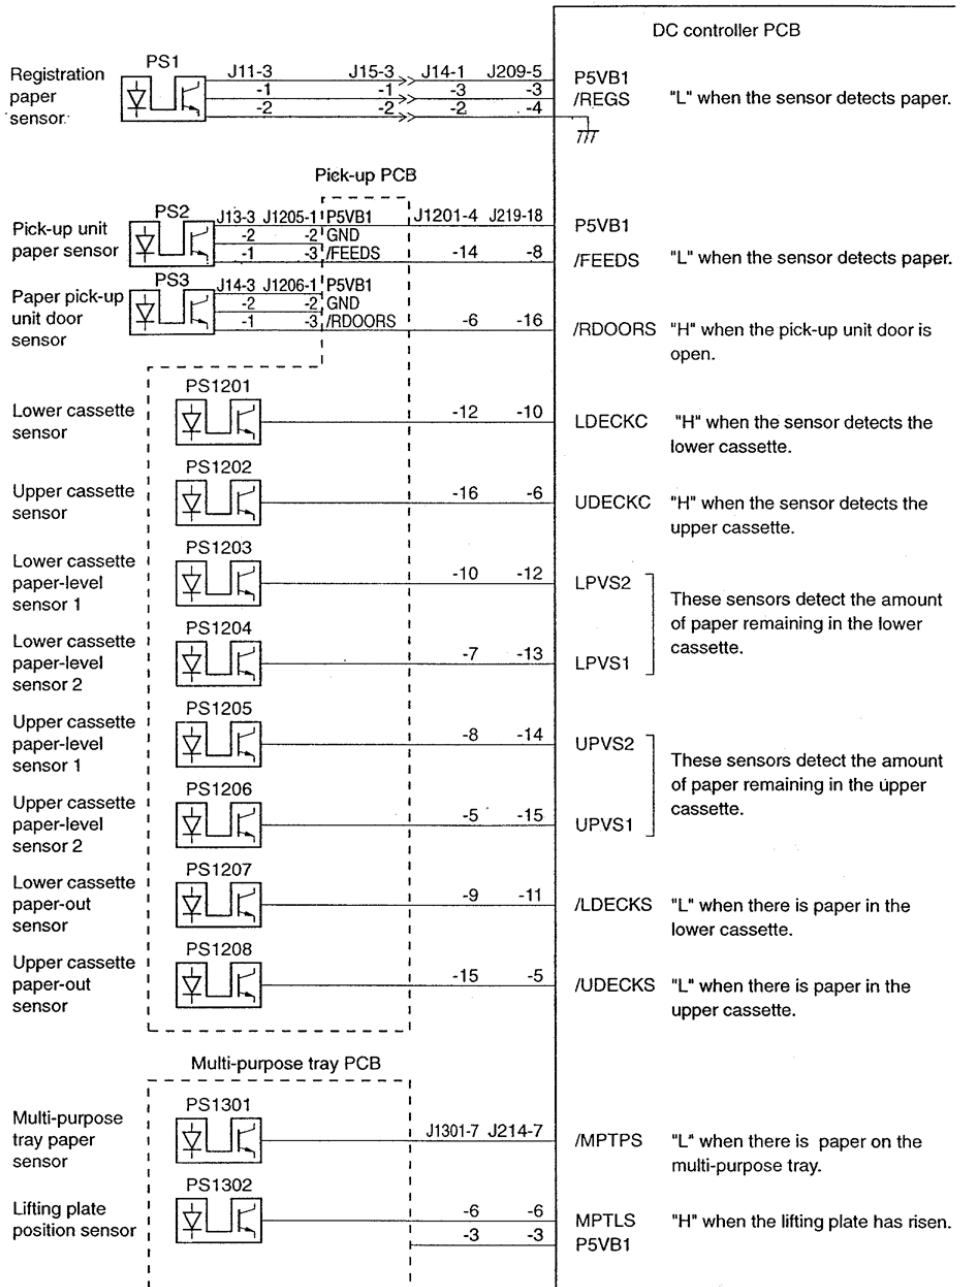 DC controller PCB
Registration
paper
sensor
PS1
J11-3 J15-3 J14-1 J209-5
-1 -1 -3 -3
-2 -2 -2 -4
P5VB1
/REGS "L" when the sensor detects paper.
Pick-up PCB
Pick-up unit
paper sensor
PS2
J13-3 J1205-1 P5VB1 J1201-4 J219-18 P5VB1
-2 -2 GND
-1 -3 /FEEDS -14 -8 /FEEDS "L" when the sensor detects paper.
Paper pick-up
unit door
sensor
PS3
J14-3 J1206-1 P5VB1
-2 -2 GND
-1 -3 /RDOORS -6 -16 /RDOORS "H" when the pick-up unit door is
open.
Lower cassette
sensor
PS1201
-12 -10 LDECKC "H" when the sensor detects the
lower cassette.
Upper cassette
sensor
PS1202
-16 -6 UDECKC "H" when the sensor detects the
upper cassette.
Lower cassette
paper-level
sensor 1
PS1203
-10 -12 LPVS2
Lower cassette
paper-level
sensor 2
PS1204
-7 -13 LPVS1
These sensors detect the amount
of paper remaining in the lower
cassette.
Upper cassette
paper-level
sensor 1
PS1205
-8 -14 UPVS2
Upper cassette
paper-level
sensor 2
PS1206
-5 -15 UPVS1
These sensors detect the amount
of paper remaining in the upper
cassette.
Lower cassette
paper-out
sensor
PS1207
-9 -11 /LDECKS "L" when there is paper in the
lower cassette.
Upper cassette
paper-out
sensor
PS1208
-15 -5 /UDECKS "L" when there is paper in the
upper cassette.
Multi-purpose tray PCB
Multi-purpose
tray paper
sensor
PS1301
J1301-7 J214-7 /MPTPS "L" when there is paper on the
multi-purpose tray.
Lifting plate
position sensor
PS1302
-6 -6 MPTLS "H" when the lifting plate has risen.
-3 -3 P5VB1